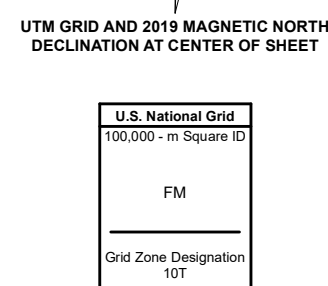 UTM GRID AND 2019 MAGNETIC NORTH
DECLINATION AT CENTER OF SHEET
U.S. National Grid
100,000 - m Square ID
FM
Grid Zone Designation
10T